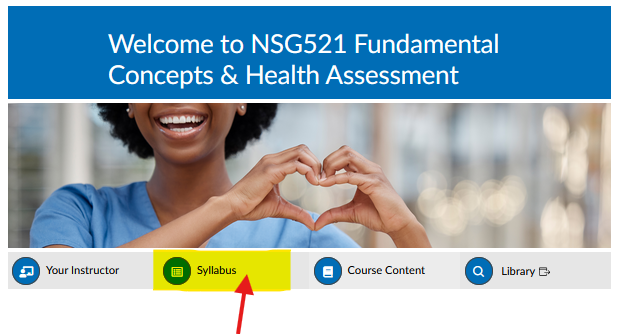 Welcome to NSG521 Fundamental
Concepts & Health Assessment
Your Instructor
Syllabus
Course Content
Library